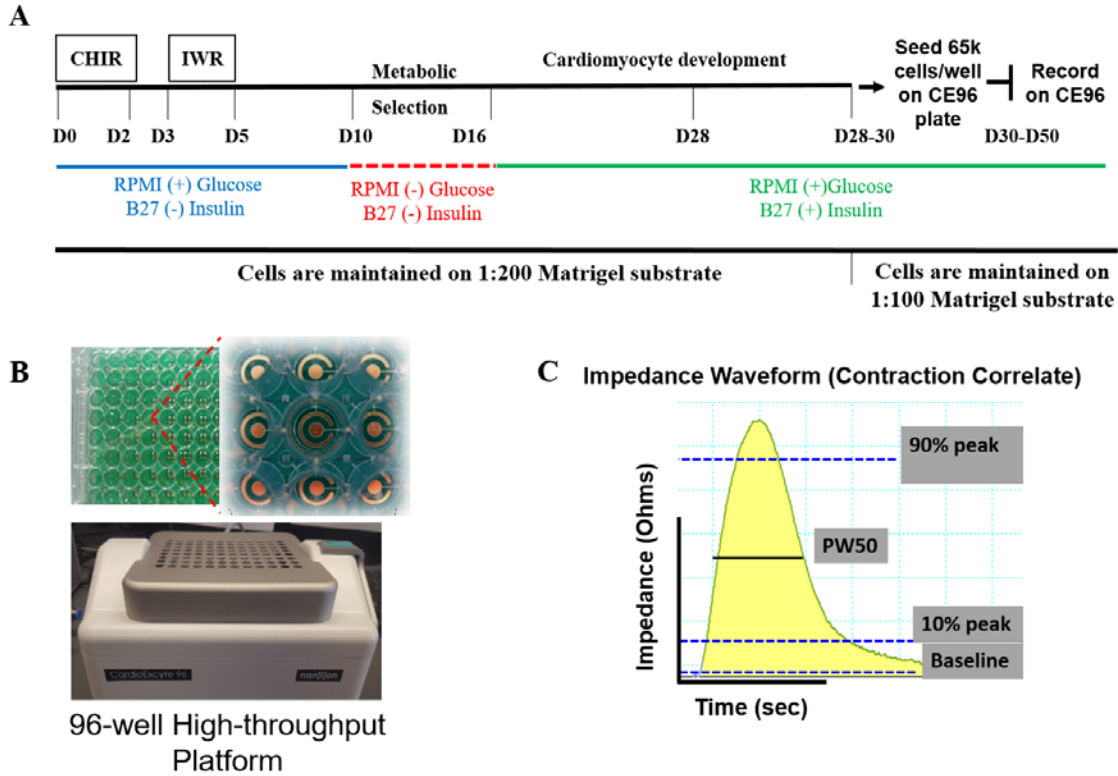 A
CHIR
IWR
Metabolic
Selection
Cardiomyocyte development
Seed 65k
cells/well
on CE96
plate
Record
on CE96
D0
D2
D3
D5
D10
D16
D28
D28-30
D30-D50
RPMI (+) Glucose
B27 (-) Insulin
RPMI (-) Glucose
B27 (-) Insulin
RPMI (+)Glucose
B27 (+) Insulin
Cells are maintained on 1:200 Matrigel substrate
Cells are maintained on
1:100 Matrigel substrate
B
CardioExcyte 96
nanion
96-well High-throughput
Platform
C
Impedance Waveform (Contraction Correlate)
90% peak
PW50
10% peak
Baseline
Impedance (Ohms)
Time (sec)